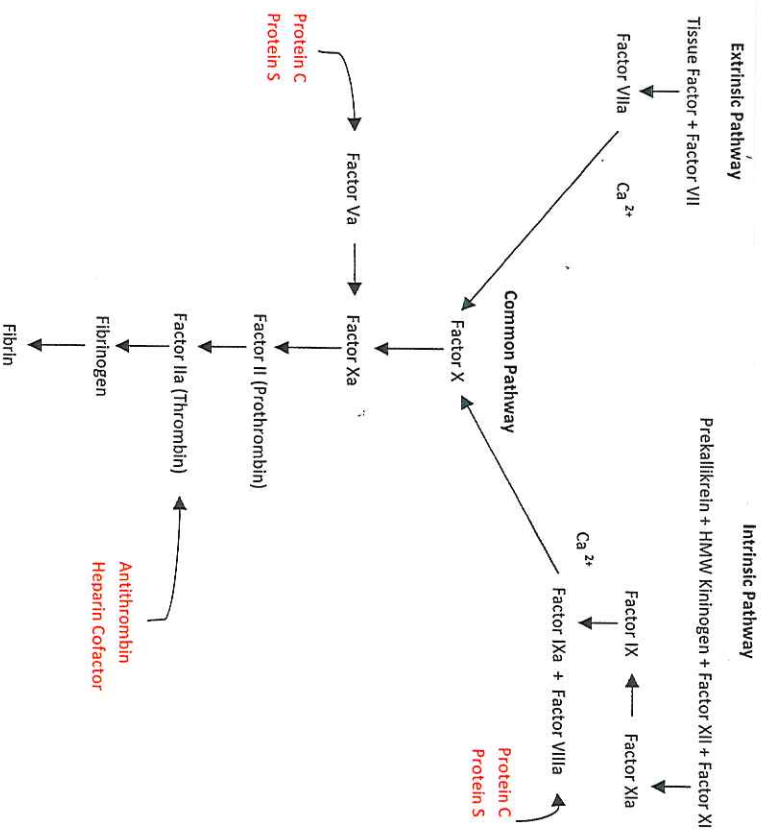 Extrinsic Pathway
Intrinsic Pathway
Tissue Factor + Factor VII
Prekallikrein + HMW Kininogen + Factor XII + Factor XI
Factor VIIa
Ca 2+
Ca 2+
Factor IX
Factor XIa
Factor IXa + Factor VIIIa
Protein C
Protein S
Common Pathway
Factor X
Protein C
Protein S
Factor Va
Factor Xa
Factor II (Prothrombin)
Factor IIa (Thrombin)
Antithrombin
Heparin Cofactor
Fibrinogen
Fibrin